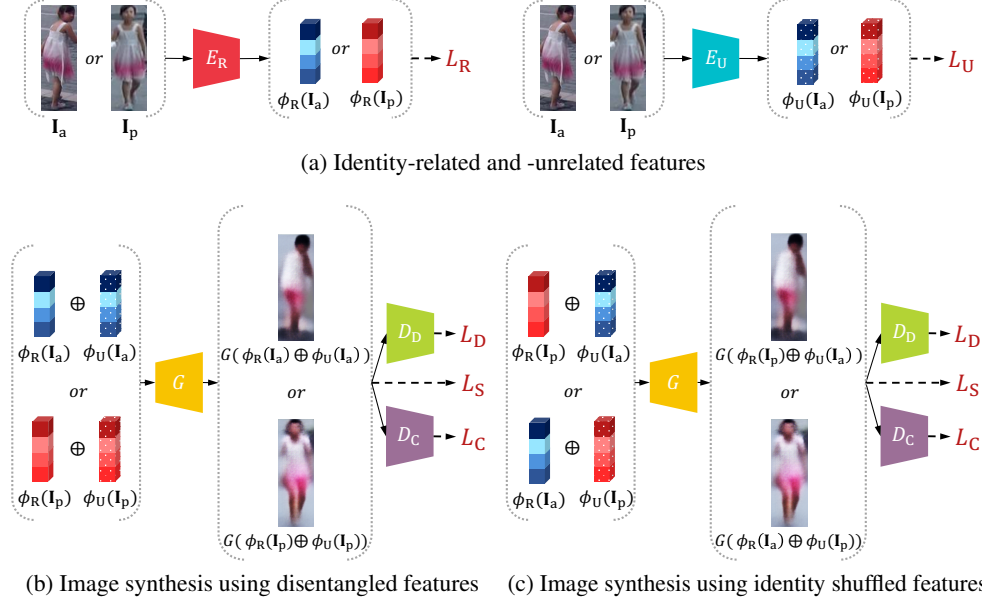 or E_R or L_R
ϕ_R(I_a) ϕ_R(I_p)
I_a I_p
or E_U or L_U
ϕ_U(I_a) ϕ_U(I_p)
I_a I_p
(a) Identity-related and -unrelated features
⊕
ϕ_R(I_a) ϕ_U(I_a)
or
⊕
ϕ_R(I_p) ϕ_U(I_p)
G
G( ϕ_R(I_a) ⊕ ϕ_U(I_a))
or
G( ϕ_R(I_p) ⊕ ϕ_U(I_p))
D_D L_D
L_S
D_C L_C
(b) Image synthesis using disentangled features
⊕
ϕ_R(I_p) ϕ_U(I_a)
or
⊕
ϕ_R(I_a) ϕ_U(I_p)
G
G( ϕ_R(I_p) ⊕ ϕ_U(I_a))
or
G( ϕ_R(I_a) ⊕ ϕ_U(I_p))
D_D L_D
L_S
D_C L_C
(c) Image synthesis using identity shuffled features